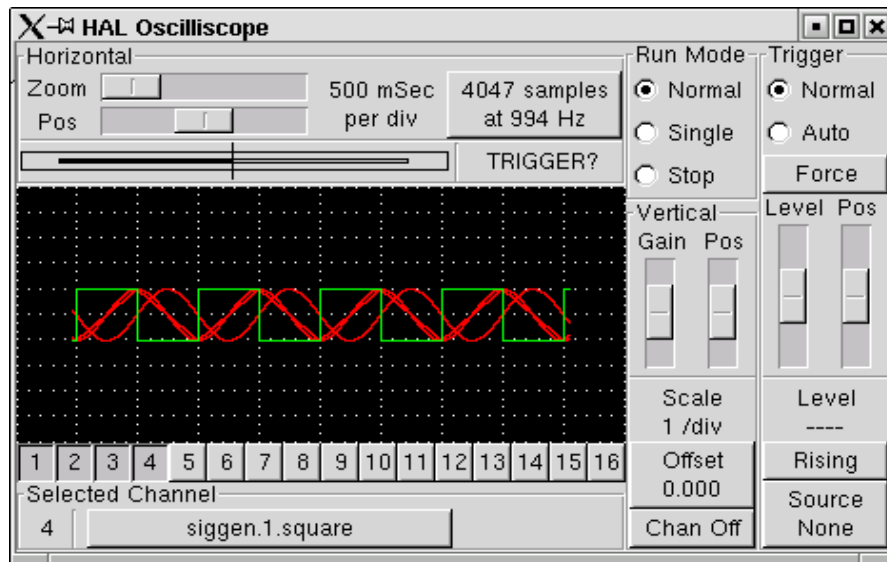 HAL Oscilliscope
Horizontal
Zoom
Pos
500 mSec
per div
4047 samples
at 994 Hz
TRIGGER?
Run Mode
Normal
Single
Stop
Trigger
Normal
Auto
Force
Vertical
Gain Pos
Level Pos
Scale
1 /div
Level
----
Offset
0.000
Chan Off
Rising
Source
None
1 2 3 4 5 6 7 8 9 10 11 12 13 14 15 16
Selected Channel
4
siggen.1.square